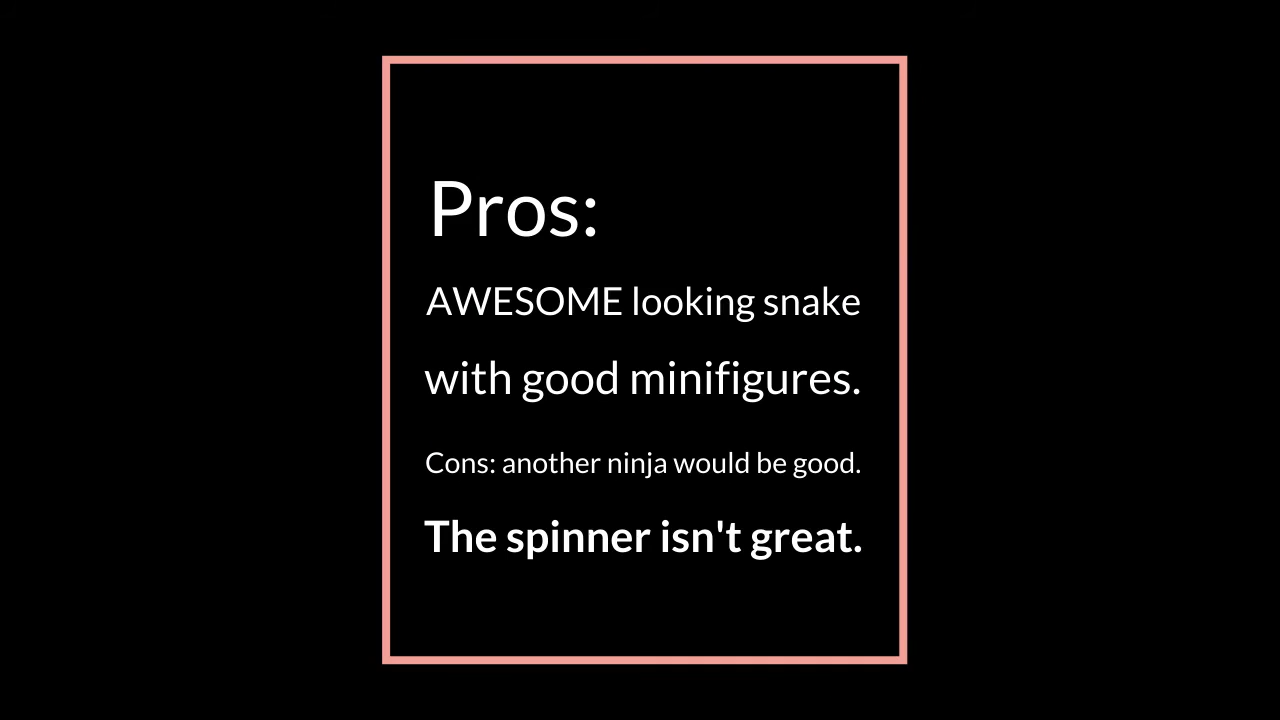 Pros:
AWESOME looking snake
with good minifigures.
Cons: another ninja would be good.
The spinner isn't great.